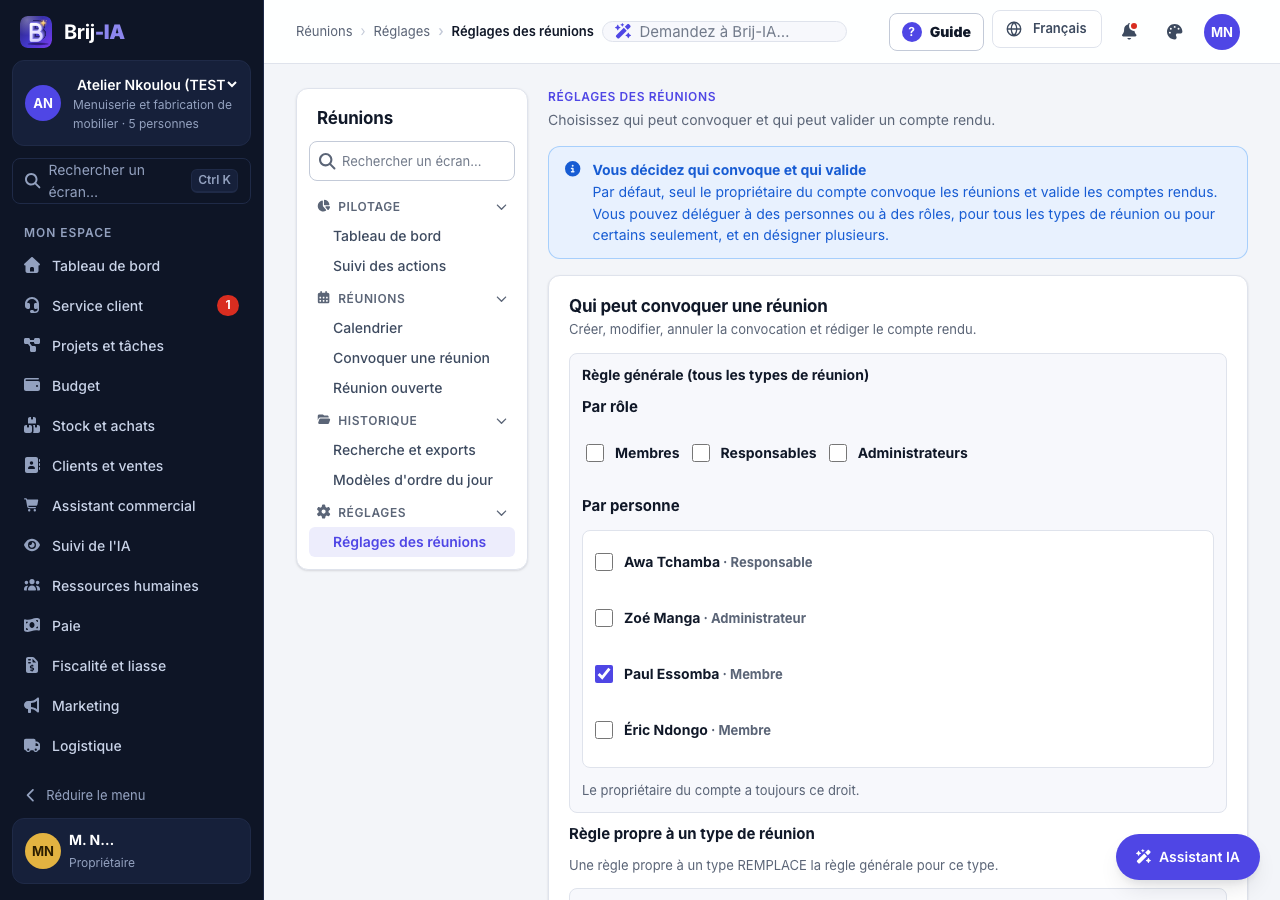 Brij-IA
AN
Atelier Nkoulou (TEST
Menuiserie et fabrication de
mobilier · 5 personnes
Rechercher un
écran...
Ctrl K
MON ESPACE
Tableau de bord
Service client
1
Projets et tâches
Budget
Stock et achats
Clients et ventes
Assistant commercial
Suivi de l'IA
Ressources humaines
Paie
Fiscalité et liasse
Marketing
Logistique
Réduire le menu
MN
M. N...
Propriétaire
Réunions › Réglages › Réglages des réunions
Demandez à Brij-IA...
? Guide
Français
MN
Réunions
Rechercher un écran...
PILOTAGE
Tableau de bord
Suivi des actions
RÉUNIONS
Calendrier
Convoquer une réunion
Réunion ouverte
HISTORIQUE
Recherche et exports
Modèles d'ordre du jour
RÉGLAGES
Réglages des réunions
RÉGLAGES DES RÉUNIONS
Choisissez qui peut convoquer et qui peut valider un compte rendu.
Vous décidez qui convoque et qui valide
Par défaut, seul le propriétaire du compte convoque les réunions et valide les comptes rendus.
Vous pouvez déléguer à des personnes ou à des rôles, pour tous les types de réunion ou pour
certains seulement, et en désigner plusieurs.
Qui peut convoquer une réunion
Créer, modifier, annuler la convocation et rédiger le compte rendu.
Règle générale (tous les types de réunion)
Par rôle
Membres
Responsables
Administrateurs
Par personne
Awa Tchamba · Responsable
Zoé Manga · Administrateur
Paul Essomba · Membre
Éric Ndongo · Membre
Le propriétaire du compte a toujours ce droit.
Règle propre à un type de réunion
Une règle propre à un type REMPLACE la règle générale pour ce type.
Assistant IA